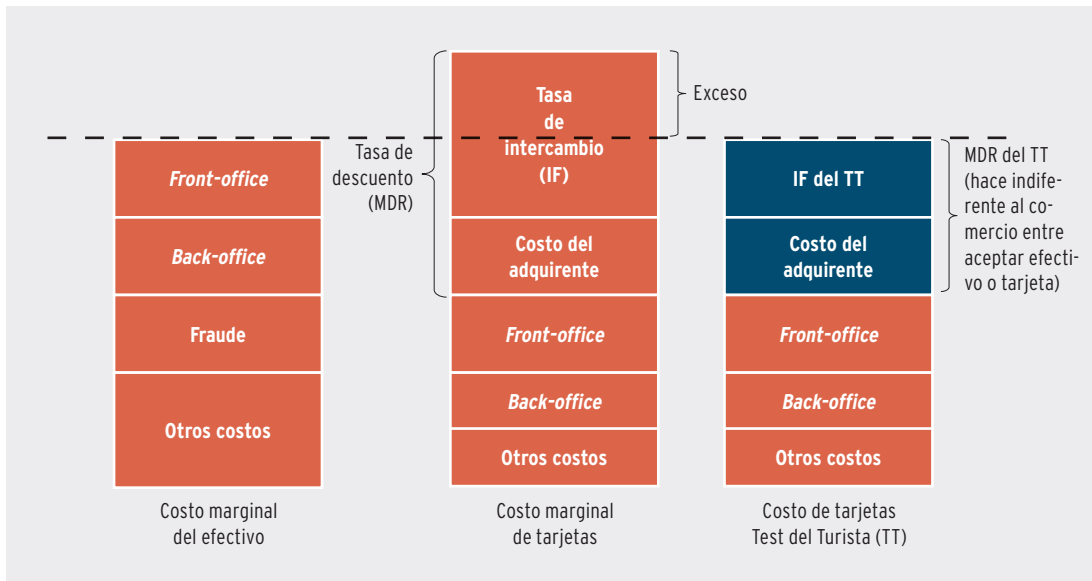 Front-office
Back-office
Fraude
Otros costos
Costo marginal
del efectivo
Tasa de
descuento
(MDR)
Tasa
de
intercambio
(IF)
Costo del
adquirente
Front-office
Back-office
Otros costos
Costo marginal
de tarjetas
Exceso
IF del TT
Costo del
adquirente
Front-office
Back-office
Otros costos
Costo de tarjetas
Test del Turista (TT)
MDR del TT
(hace indife-
rente al co-
mercio entre
aceptar efecti-
vo o tarjeta)